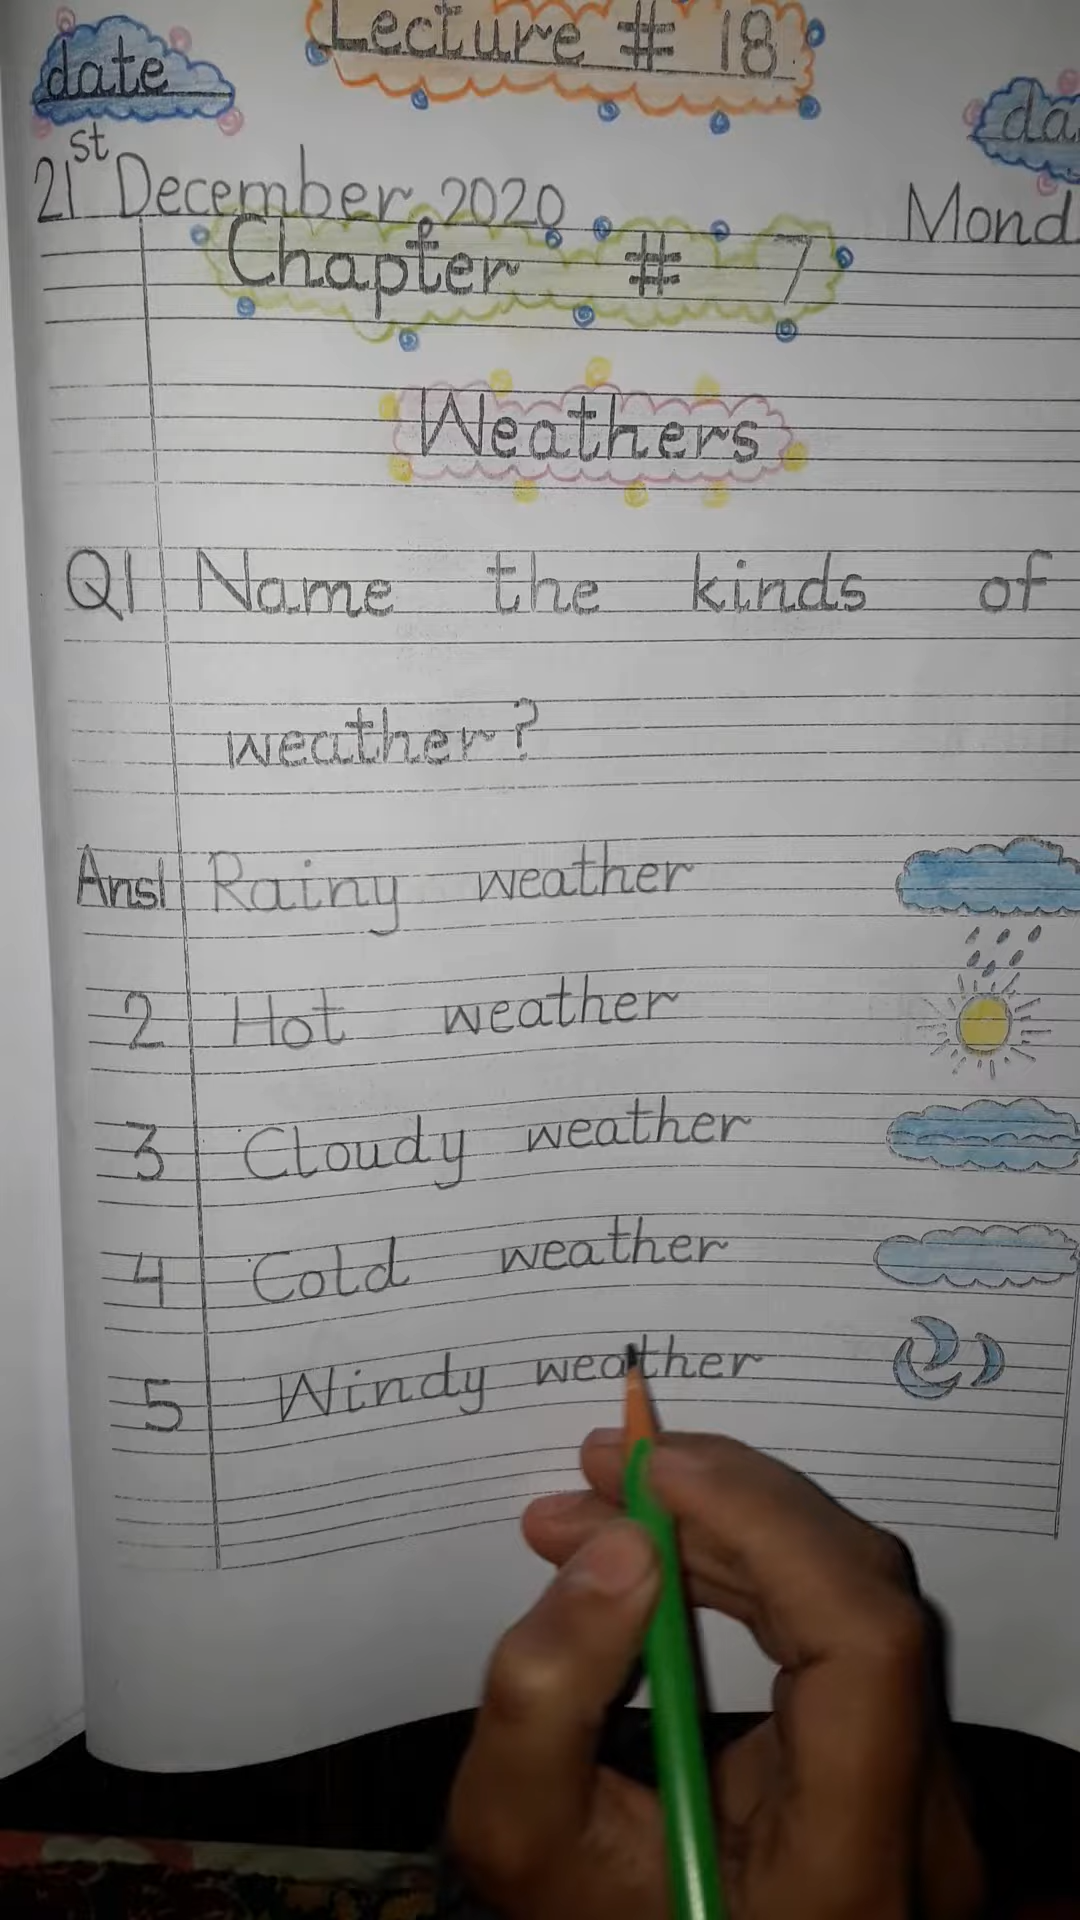 Lecture # 18
date
da
21st December, 2020 Mond
Chapter # 7
Weathers
Q1 Name the kinds of
weather?
Ans1 Rainy weather
2 Hot weather
3 Cloudy weather
4 Cold weather
5 Windy weather